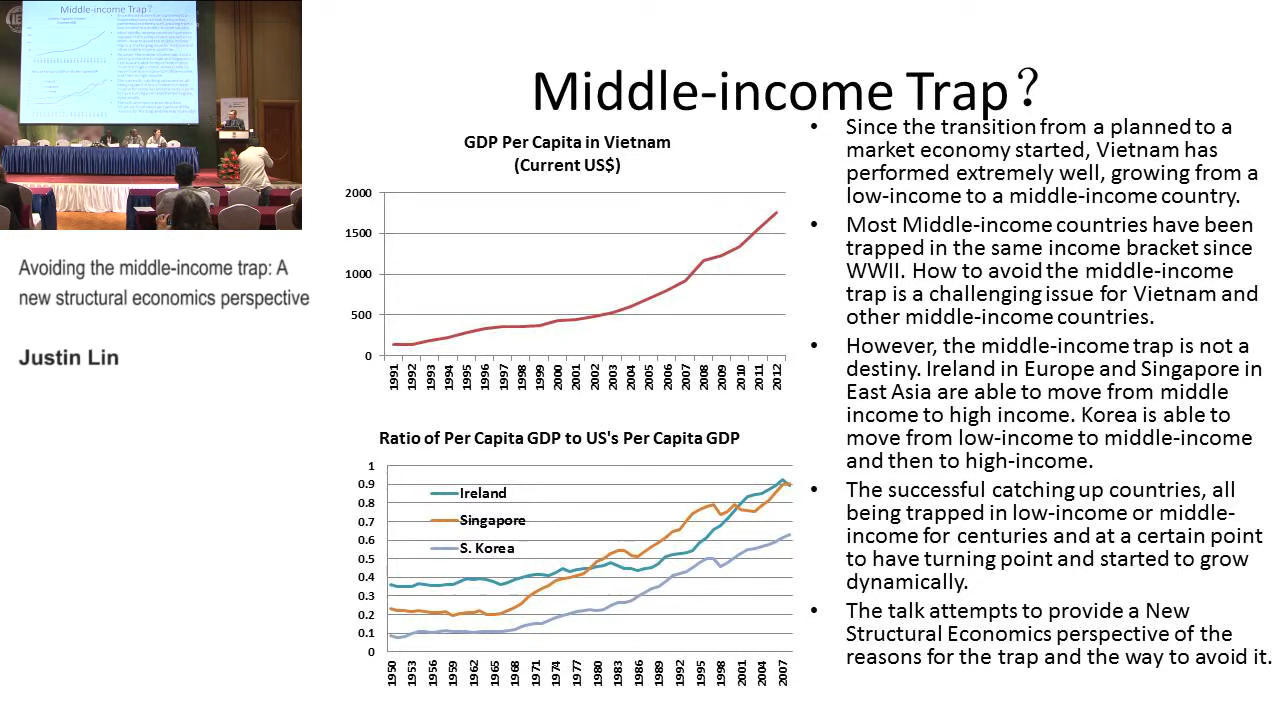 Middle-income Trap?
Avoiding the middle-income trap: A
new structural economics perspective
Justin Lin
Middle-income Trap？
GDP Per Capita in Vietnam
(Current US$)
2000
1500
1000
500
0
1991 1992 1993 1994 1995 1996 1997 1998 1999 2000 2001 2002 2003 2004 2005 2006 2007 2008 2009 2010 2011 2012
Ratio of Per Capita GDP to US's Per Capita GDP
1
0.9
0.8
0.7
0.6
0.5
0.4
0.3
0.2
0.1
0
Ireland
Singapore
S. Korea
1950 1953 1956 1959 1962 1965 1968 1971 1974 1977 1980 1983 1986 1989 1992 1995 1998 2001 2004 2007
• Since the transition from a planned to a
market economy started, Vietnam has
performed extremely well, growing from a
low-income to a middle-income country.
• Most Middle-income countries have been
trapped in the same income bracket since
WWII. How to avoid the middle-income
trap is a challenging issue for Vietnam and
other middle-income countries.
• However, the middle-income trap is not a
destiny. Ireland in Europe and Singapore in
East Asia are able to move from middle
income to high income. Korea is able to
move from low-income to middle-income
and then to high-income.
• The successful catching up countries, all
being trapped in low-income or middle-
income for centuries and at a certain point
to have turning point and started to grow
dynamically.
• The talk attempts to provide a New
Structural Economics perspective of the
reasons for the trap and the way to avoid it.